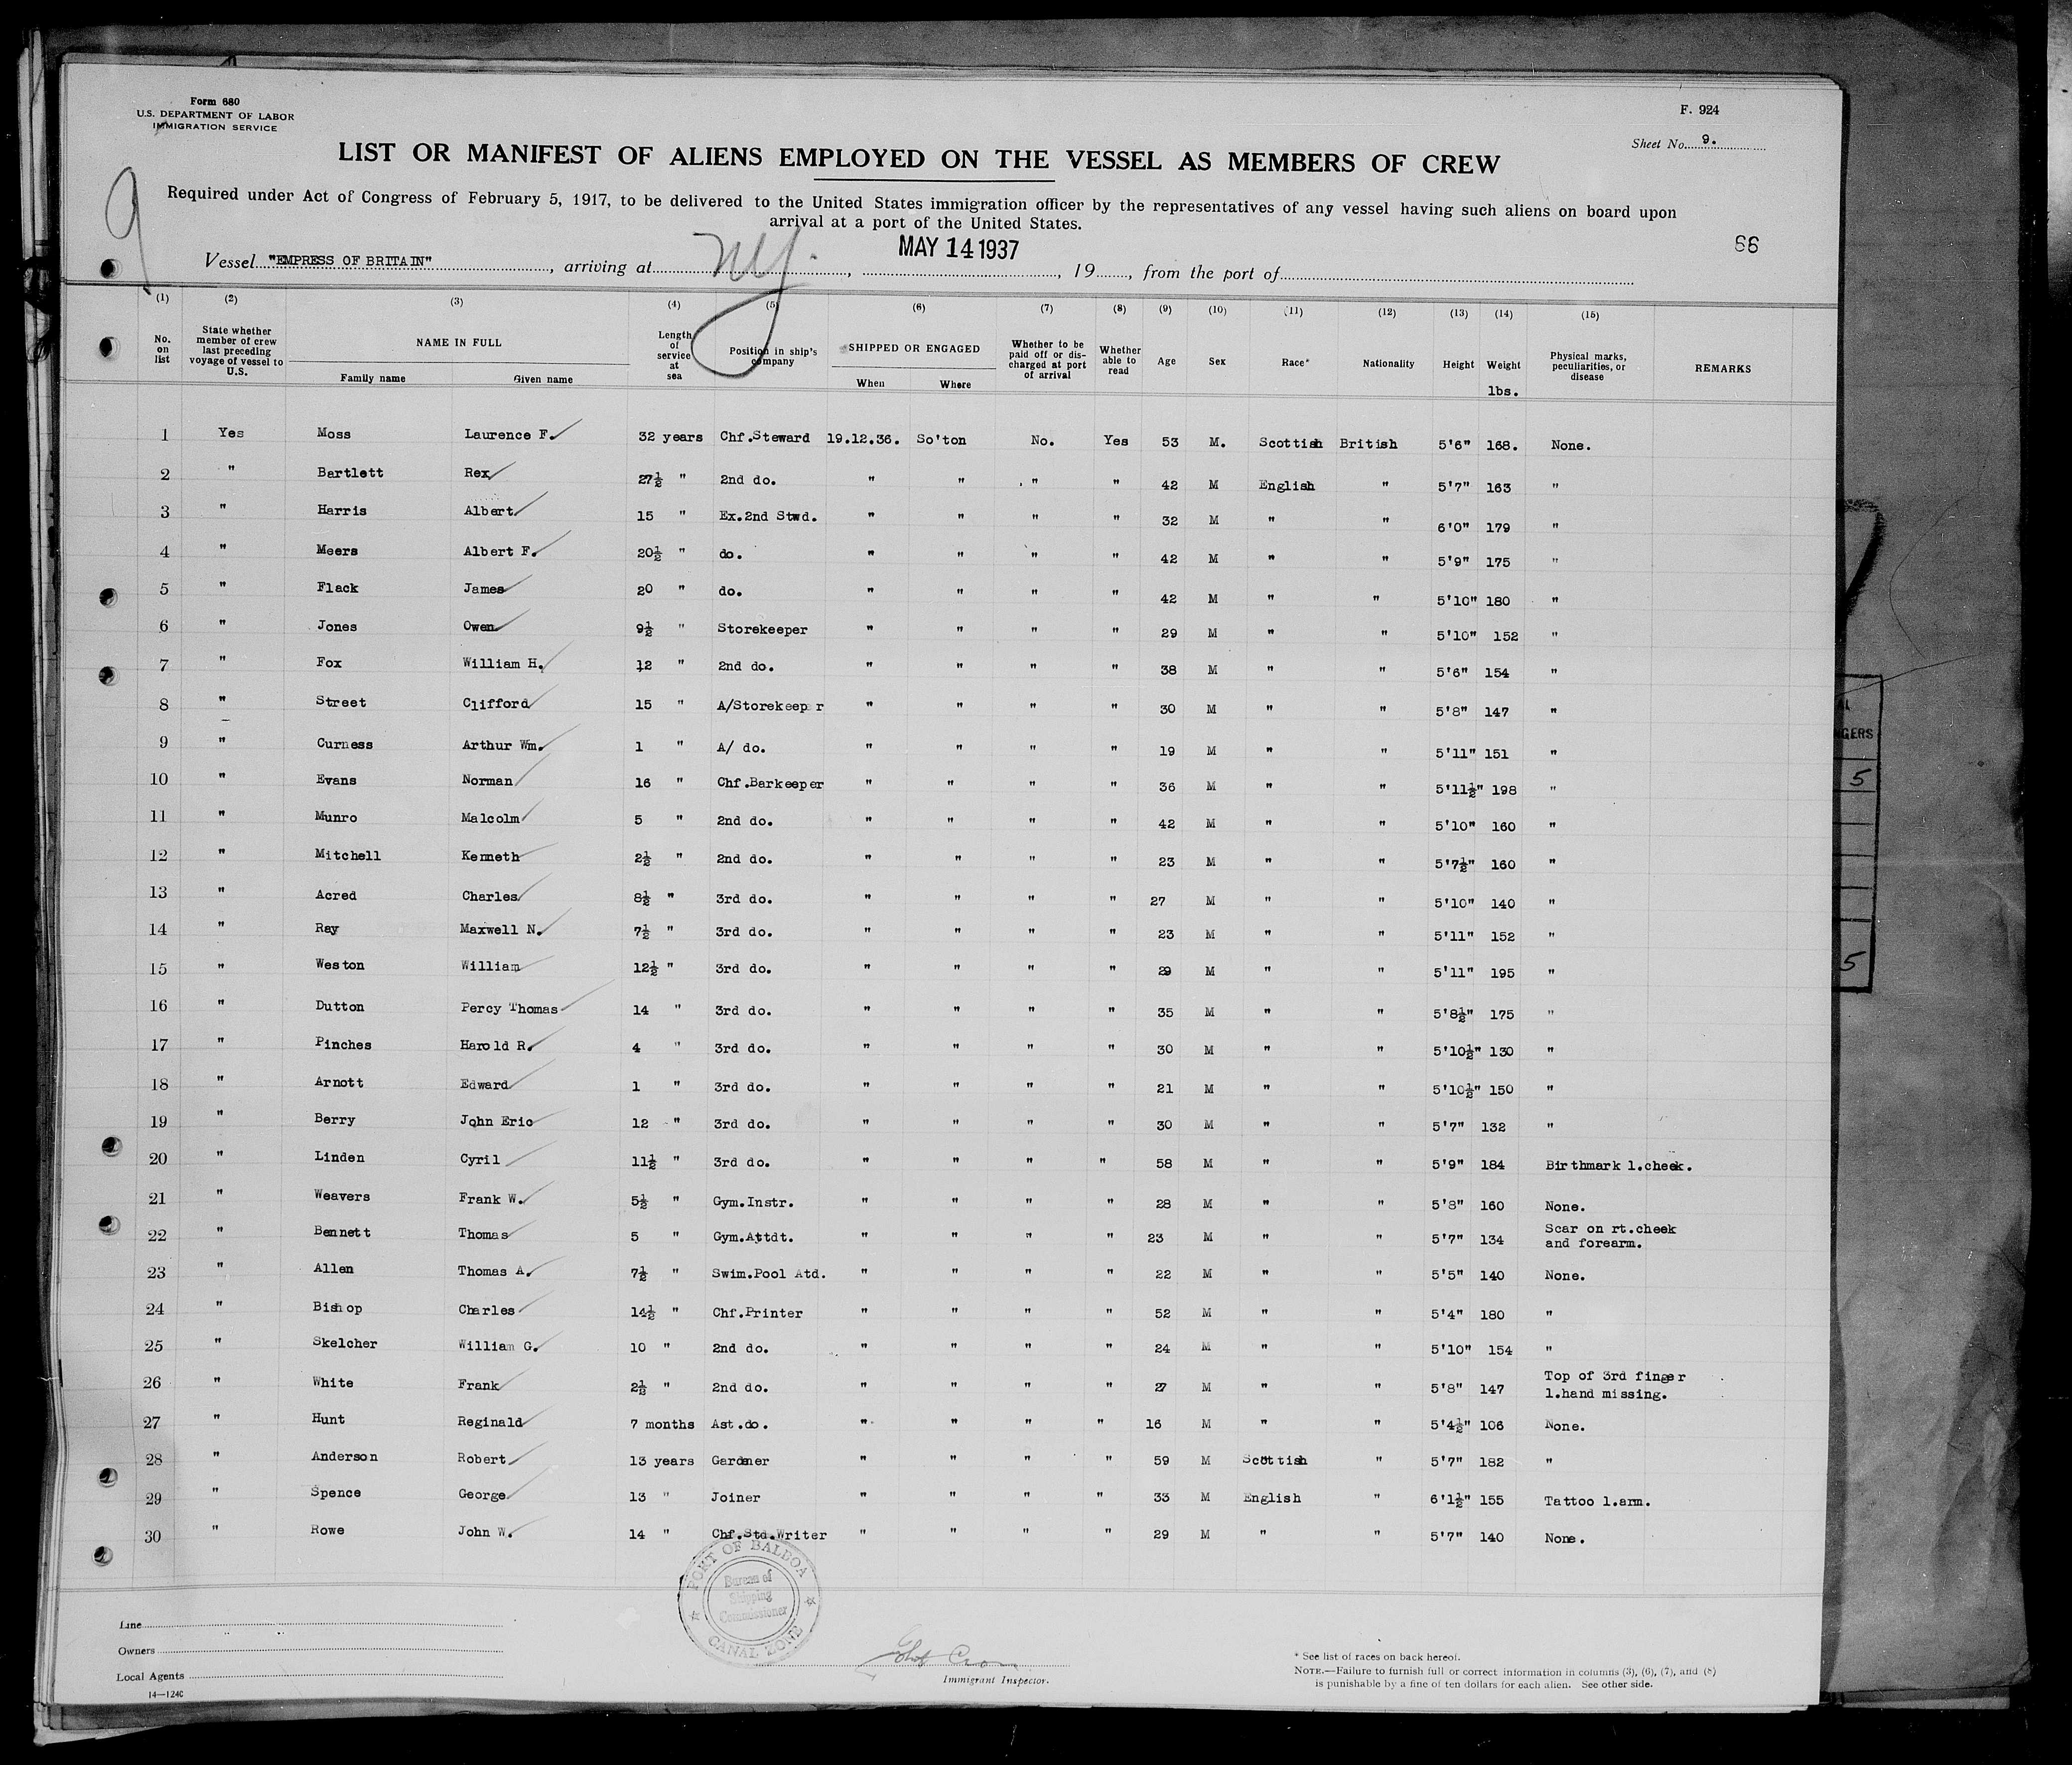 Form 680
U.S. DEPARTMENT OF LABOR
IMMIGRATION SERVICE
F. 924
Sheet No. 9.
LIST OR MANIFEST OF ALIENS EMPLOYED ON THE VESSEL AS MEMBERS OF CREW
9
Required under Act of Congress of February 5, 1917, to be delivered to the United States immigration officer by the representatives of any vessel having such aliens on board upon
arrival at a port of the United States.
66
Vessel "EMPRESS OF BRITAIN", arriving at NY., MAY 14 1937, 19, from the port of
(1) (2) (3) (4) (5) (6) (7) (8) (9) (10) (11) (12) (13) (14) (15)
No. on list State whether member of crew last preceding voyage of vessel to U.S. NAME IN FULL Family name Given name Length of service at sea Position in ship's company SHIPPED OR ENGAGED When Where Whether to be paid off or discharged at port of arrival Whether able to read Age Sex Race* Nationality Height Weight lbs. Physical marks, peculiarities, or disease REMARKS
1 Yes Moss Laurence F. 32 years Chf.Steward 19.12.36. So'ton No. Yes 53 M. Scottish British 5'6" 168. None.
2 " Bartlett Rex 27½ " 2nd do. " " " " 42 M English " 5'7" 163 "
3 " Harris Albert 15 " Ex.2nd Stwd. " " " " 32 M " " 6'0" 179 "
4 " Meers Albert F. 20½ " do. " " " " 42 M " " 5'9" 175 "
5 " Flack James 20 " do. " " " " 42 M " " 5'10" 180 "
6 " Jones Owen 9½ " Storekeeper " " " " 29 M " " 5'10" 152 "
7 " Fox William H. 12 " 2nd do. " " " " 38 M " " 5'6" 154 "
8 " Street Clifford 15 " A/Storekeeper " " " " 30 M " " 5'8" 147 "
9 " Curness Arthur Wm. 1 " A/ do. " " " " 19 M " " 5'11" 151 "
10 " Evans Norman 16 " Chf.Barkeeper " " " " 36 M " " 5'11½" 198 "
11 " Munro Malcolm 5 " 2nd do. " " " " 42 M " " 5'10" 160 "
12 " Mitchell Kenneth 2½ " 2nd do. " " " " 23 M " " 5'7½" 160 "
13 " Acred Charles 8½ " 3rd do. " " " " 27 M " " 5'10" 140 "
14 " Ray Maxwell N. 7½ " 3rd do. " " " " 23 M " " 5'11" 152 "
15 " Weston William 12½ " 3rd do. " " " " 29 M " " 5'11" 195 "
16 " Dutton Percy Thomas 14 " 3rd do. " " " " 35 M " " 5'8½" 175 "
17 " Pinches Harold R. 4 " 3rd do. " " " " 30 M " " 5'10½" 130 "
18 " Arnott Edward 1 " 3rd do. " " " " 21 M " " 5'10½" 150 "
19 " Berry John Eric 12 " 3rd do. " " " " 30 M " " 5'7" 132 "
20 " Linden Cyril 11½ " 3rd do. " " " " 58 M " " 5'9" 184 Birthmark l.cheek.
21 " Weavers Frank W. 5½ " Gym.Instr. " " " " 28 M " " 5'8" 160 None.
22 " Bennett Thomas 5 " Gym.Attdt. " " " " 23 M " " 5'7" 134 Scar on rt.cheek and forearm.
23 " Allen Thomas A. 7½ " Swim.Pool Atd. " " " " 22 M " " 5'5" 140 None.
24 " Bishop Charles 14½ " Chf.Printer " " " " 52 M " " 5'4" 180 "
25 " Skelcher William G. 10 " 2nd do. " " " " 24 M " " 5'10" 154 "
26 " White Frank 2½ " 2nd do. " " " " 27 M " " 5'8" 147 Top of 3rd finger l.hand missing.
27 " Hunt Reginald 7 months Ast.do. " " " " 16 M " " 5'4½" 106 None.
28 " Anderson Robert 13 years Gardener " " " " 59 M Scottish " 5'7" 182 "
29 " Spence George 13 " Joiner " " " " 33 M English " 6'1½" 155 Tattoo l.arm.
30 " Rowe John W. 14 " Chf.Std.Writer " " " " 29 M " " 5'7" 140 None.
PORT OF BALBOA
Bureau of
Shipping
Commissioner
CANAL ZONE
Line
Owners
Local Agents
14—1240
Immigrant Inspector.
* See list of races on back hereof.
NOTE.—Failure to furnish full or correct information in columns (3), (6), (7), and (8)
is punishable by a fine of ten dollars for each alien. See other side.
5
5